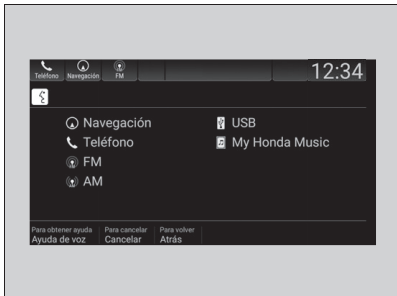 Teléfono Navegación FM 12:34
Navegación USB
Teléfono My Honda Music
FM
AM
Para obtener ayuda Para cancelar Para volver
Ayuda de voz Cancelar Atrás